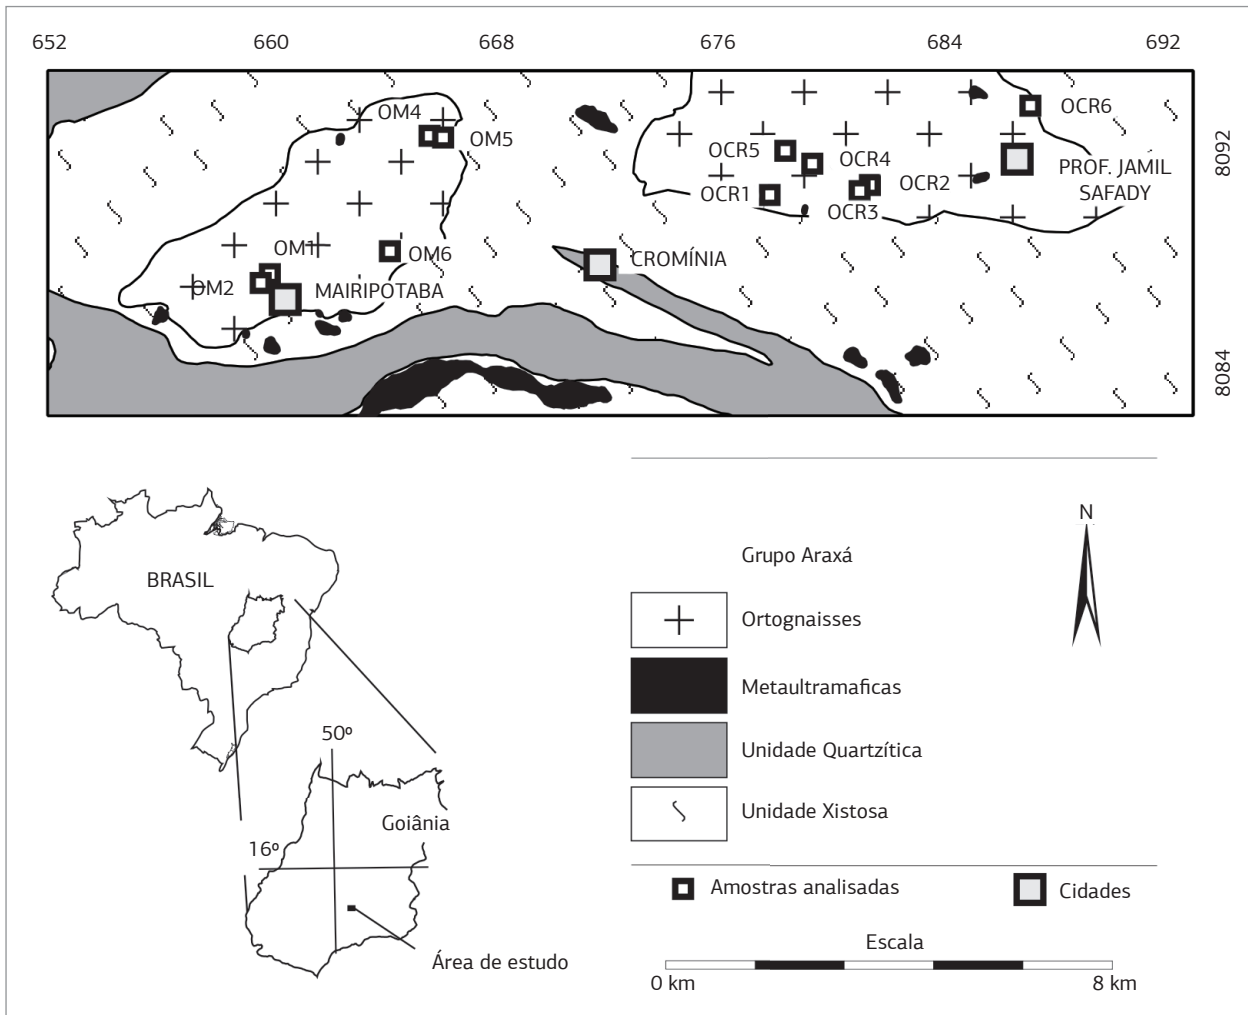 652 660 668 676 684 692
OM4
OM5
OCR6
OCR5
OCR4
PROF. JAMIL
SAFADY
OCR1
OCR2
OCR3
8092
OM1
OM6
CROMÍNIA
OM2
MAIRIPOTABA
8084
BRASIL
50º
Goiânia
16º
Área de estudo
N
Grupo Araxá
Ortognaisses
Metaultramaficas
Unidade Quartzítica
Unidade Xistosa
Amostras analisadas
Cidades
Escala
0 km 8 km